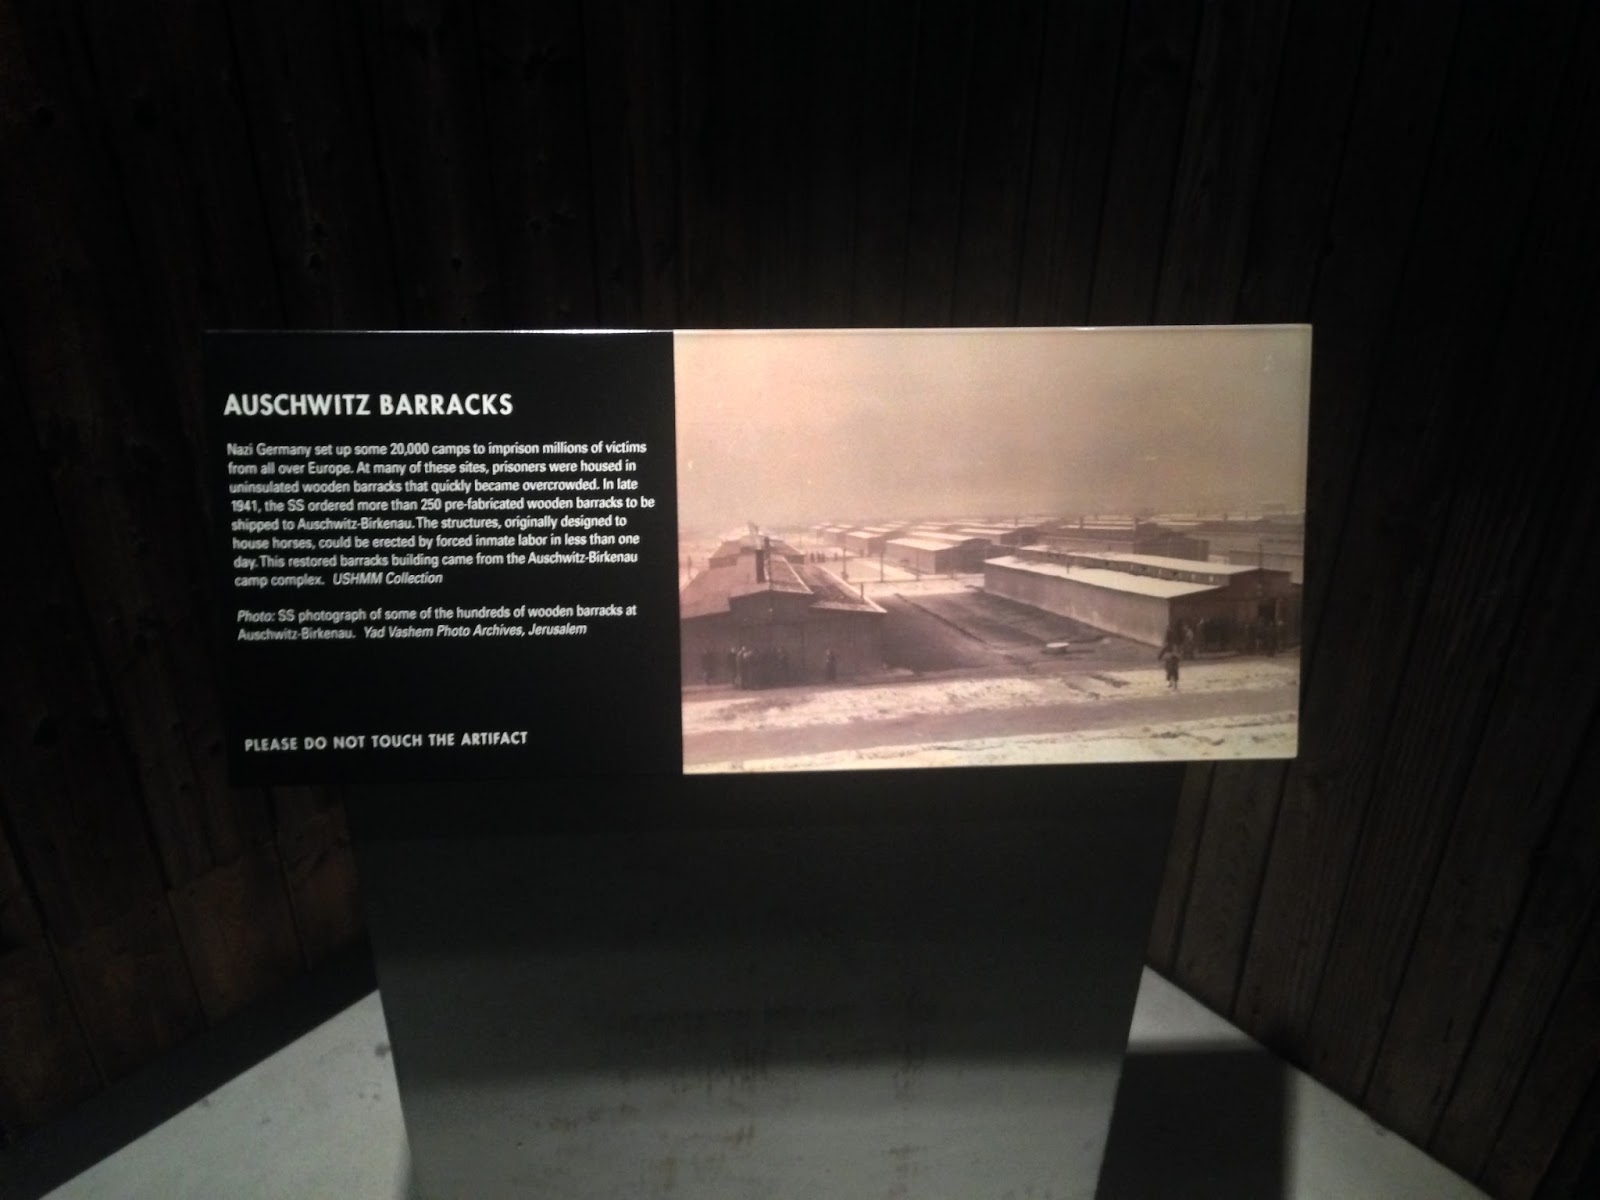 AUSCHWITZ BARRACKS
Nazi Germany set up some 20,000 camps to imprison millions of victims
from all over Europe. At many of these sites, prisoners were housed in
uninsulated wooden barracks that quickly became overcrowded. In late
1941, the SS ordered more than 250 pre-fabricated wooden barracks to be
shipped to Auschwitz-Birkenau. The structures, originally designed to
house horses, could be erected by forced inmate labor in less than one
day. This restored barracks building came from the Auschwitz-Birkenau
camp complex. USHMM Collection
Photo: SS photograph of some of the hundreds of wooden barracks at
Auschwitz-Birkenau. Yad Vashem Photo Archives, Jerusalem
PLEASE DO NOT TOUCH THE ARTIFACT